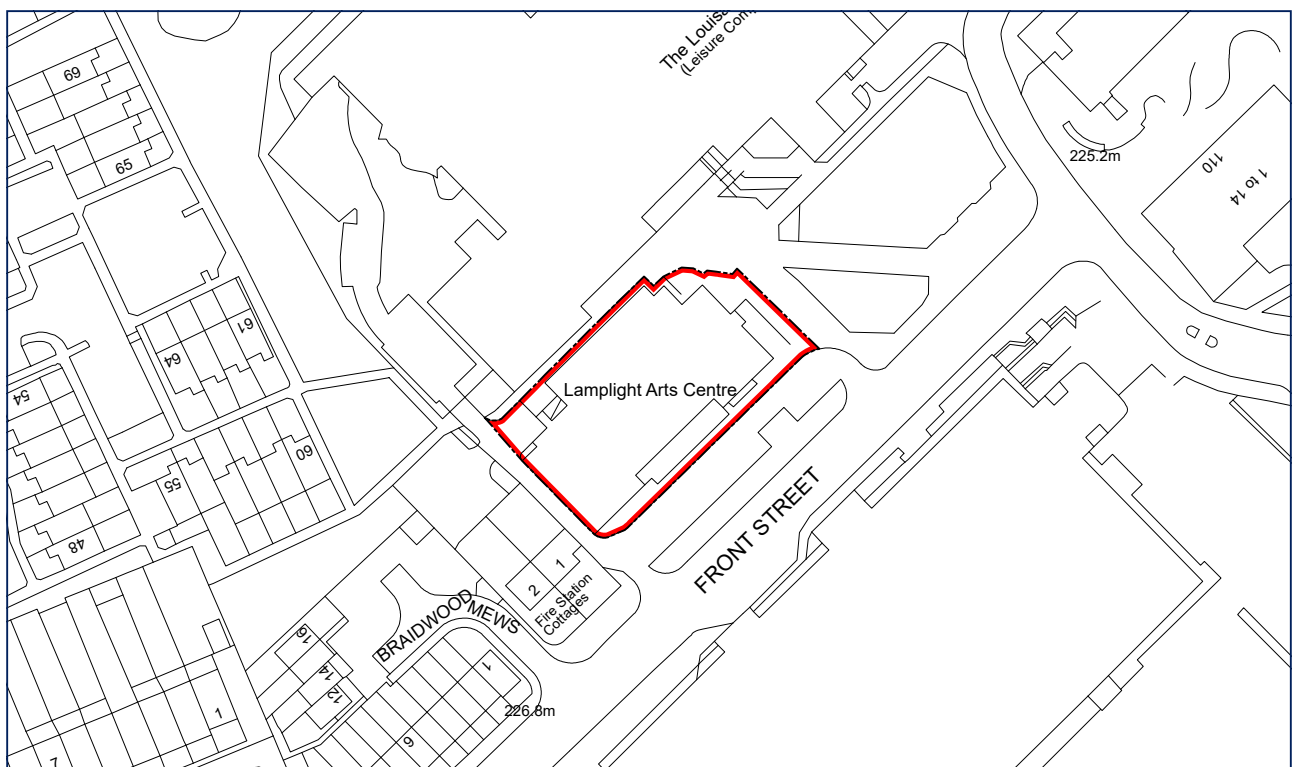 The Louisa
(Leisure Com
69
65
225.2m
110
1 to 14
61
64
54
Lamplight Arts Centre
60
55
48
FRONT STREET
1
2
Fire Station
Cottages
BRAIDWOOD
MEWS
16
14
12
1
1
226.8m
9
7